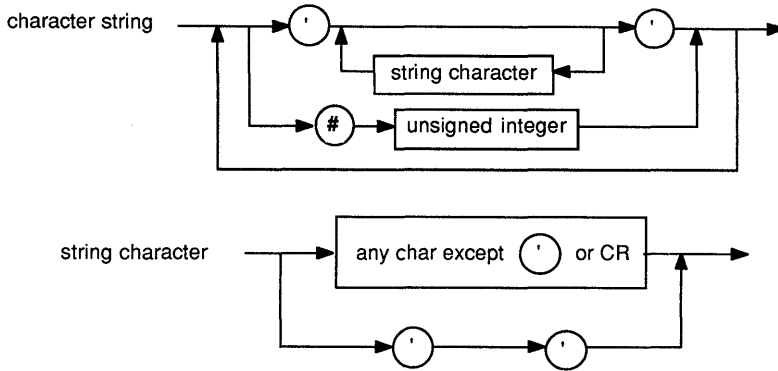 character string
'
'
string character
#
unsigned integer
string character
any char except ' or CR
'
'